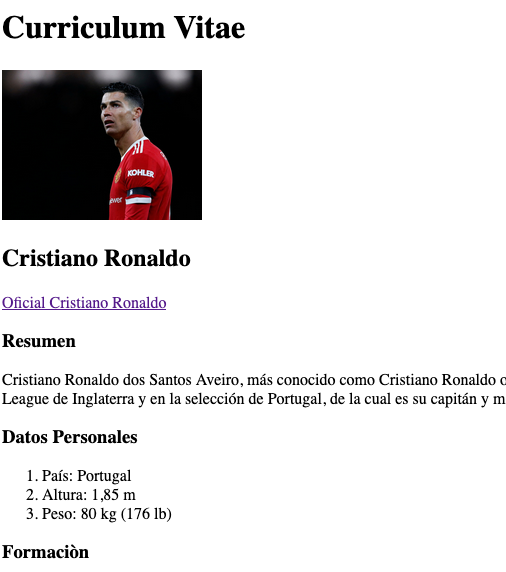 Curriculum Vitae
KOHLER
ewer
Cristiano Ronaldo
Oficial Cristiano Ronaldo
Resumen
Cristiano Ronaldo dos Santos Aveiro, más conocido como Cristiano Ronaldo o
League de Inglaterra y en la selección de Portugal, de la cual es su capitán y m
Datos Personales
1. País: Portugal
2. Altura: 1,85 m
3. Peso: 80 kg (176 lb)
Formaciòn